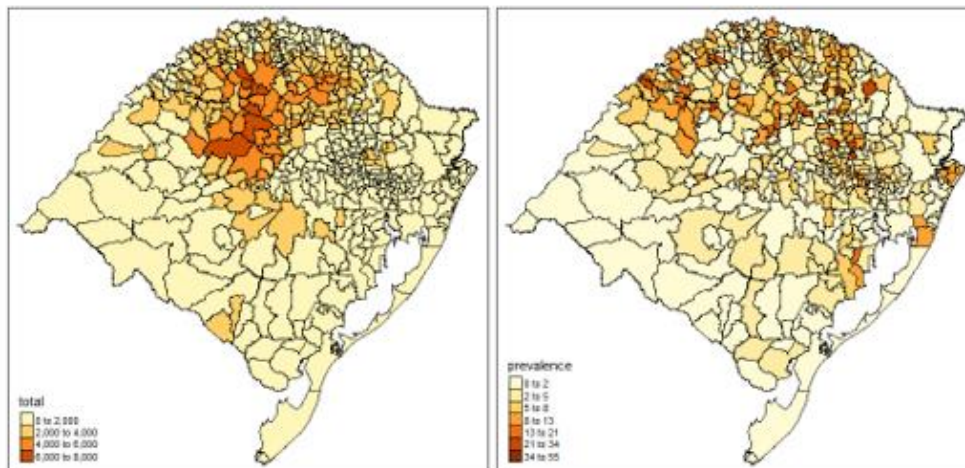 total
0 to 2,000
2,000 to 4,000
4,000 to 6,000
6,000 to 8,000
prevalence
0 to 2
2 to 5
5 to 8
8 to 13
13 to 21
21 to 34
34 to 55